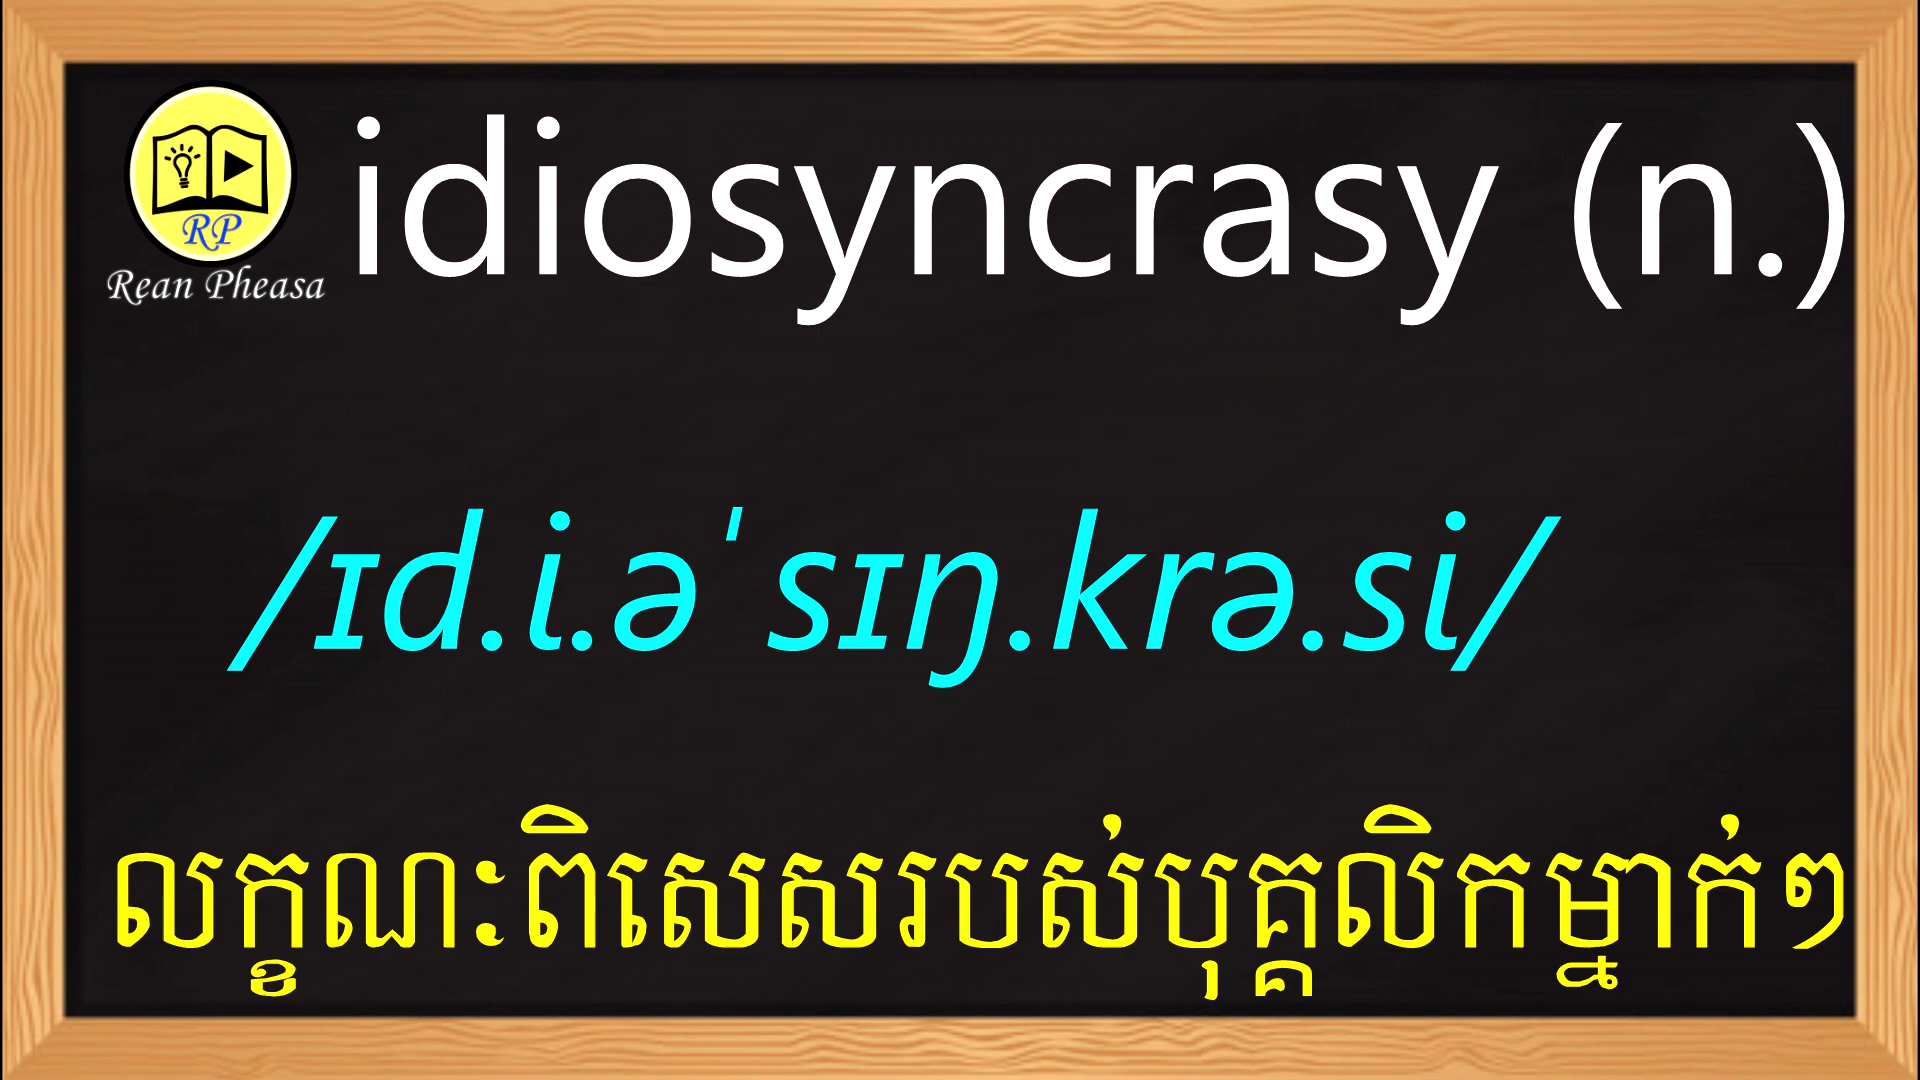 idiosyncrasy (n.)
RP
Rean Pheasa
/ɪd.i.əˈsɪŋ.krə.si/
លក្ខណៈពិសេសរបស់បុគ្គលិកម្នាក់ៗ